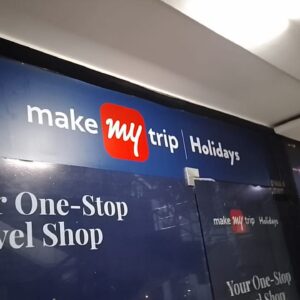 make my trip | Holidays
r One-Stop
vel Shop
make my trip | Holidays
Your One-Stop